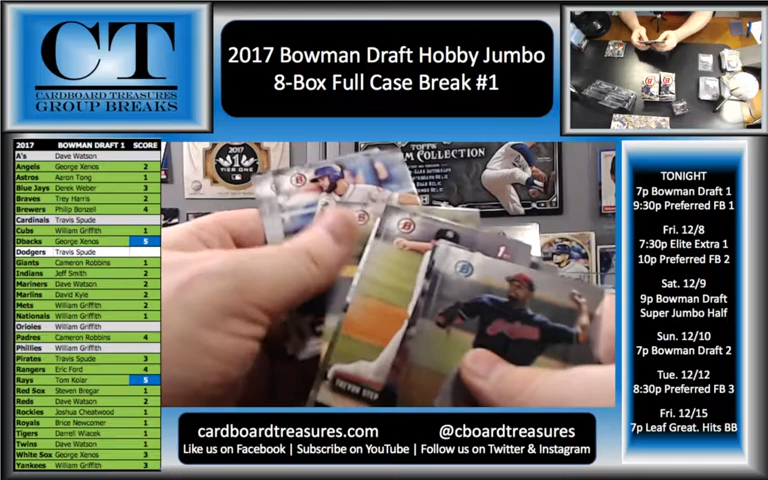 CT
CARDBOARD TREASURES
GROUP BREAKS
2017 Bowman Draft Hobby Jumbo
8-Box Full Case Break #1
2017 BOWMAN DRAFT 1 SCORE
A's Dave Watson
Angels George Xenos 2
Astros Aaron Tong 1
Blue Jays Derek Weber 3
Braves Trey Harris 2
Brewers Philip Bonzell 4
Cardinals Travis Spude
Cubs William Griffith 1
Dbacks George Xenos 5
Dodgers Travis Spude
Giants Cameron Robbins 1
Indians Jeff Smith 2
Mariners Dave Watson 2
Marlins David Kyle 2
Mets William Griffith 2
Nationals William Griffith 1
Orioles William Griffith
Padres Cameron Robbins 4
Phillies William Griffith
Pirates Travis Spude 3
Rangers Eric Ford 4
Rays Tom Kolar 5
Red Sox Steven Bregar 1
Reds Dave Watson 2
Rockies Joshua Cheatwood 1
Royals Brice Newcomer 1
Tigers Darrell Wiacek 1
Twins Dave Watson 1
White Sox George Xenos 3
Yankees William Griffith 3
2017
TIER ONE
TOPPS
COLLECTION
Indians
TREVOR STEP
TONIGHT
7p Bowman Draft 1
9:30p Preferred FB 1
Fri. 12/8
7:30p Elite Extra 1
10p Preferred FB 2
Sat. 12/9
9p Bowman Draft
Super Jumbo Half
Sun. 12/10
7p Bowman Draft 2
Tue. 12/12
8:30p Preferred FB 3
Fri. 12/15
7p Leaf Great. Hits BB
cardboardtreasures.com @cboardtreasures
Like us on Facebook | Subscribe on YouTube | Follow us on Twitter & Instagram